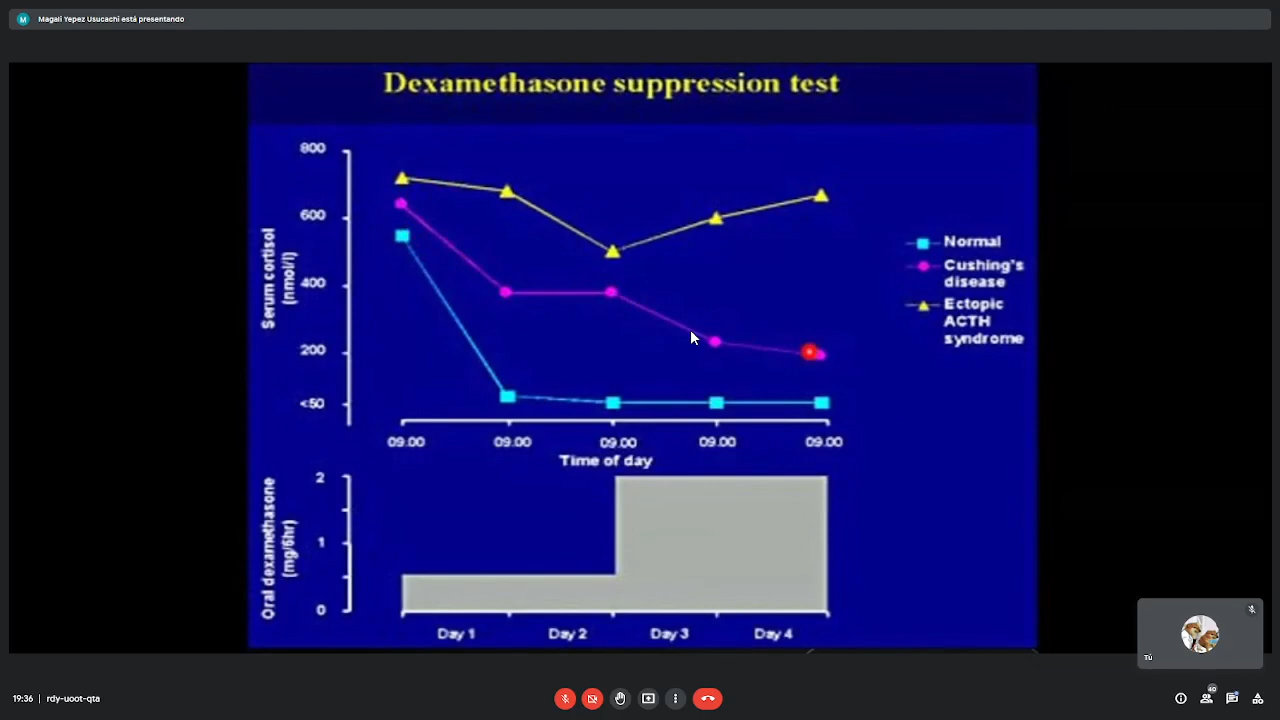 M Magali Yepez Usucachi está presentando
Dexamethasone suppression test
Serum cortisol
(nmol/l)
800
600
400
200
<50
09.00 09.00 09.00 09.00 09.00
Time of day
Normal
Cushing's
disease
Ectopic
ACTH
syndrome
Oral dexamethasone
(mg/6hr)
2
1
0
Day 1 Day 2 Day 3 Day 4
Tú
19:36 | rdy-uoot-qta
40